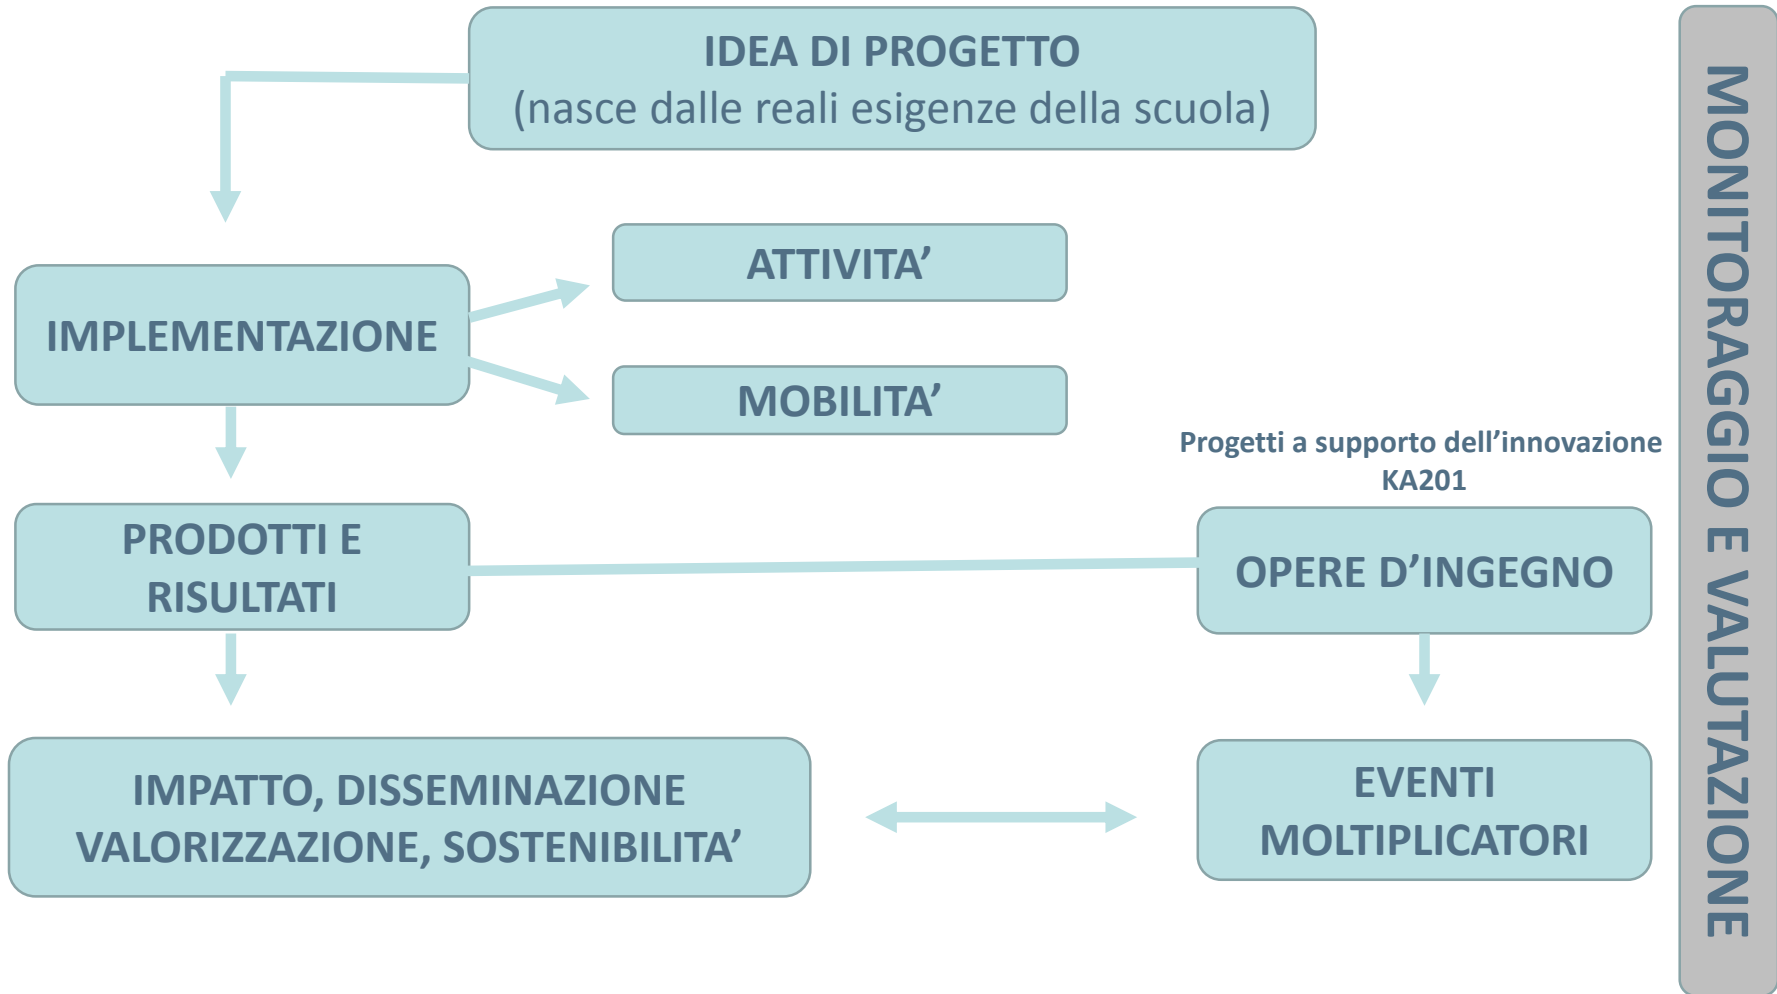 IDEA DI PROGETTO
(nasce dalle reali esigenze della scuola)
ATTIVITA’
IMPLEMENTAZIONE
MOBILITA’
Progetti a supporto dell’innovazione
KA201
PRODOTTI E
RISULTATI
OPERE D’INGEGNO
IMPATTO, DISSEMINAZIONE
VALORIZZAZIONE, SOSTENIBILITA’
EVENTI
MOLTIPLICATORI
MONITORAGGIO E VALUTAZIONE